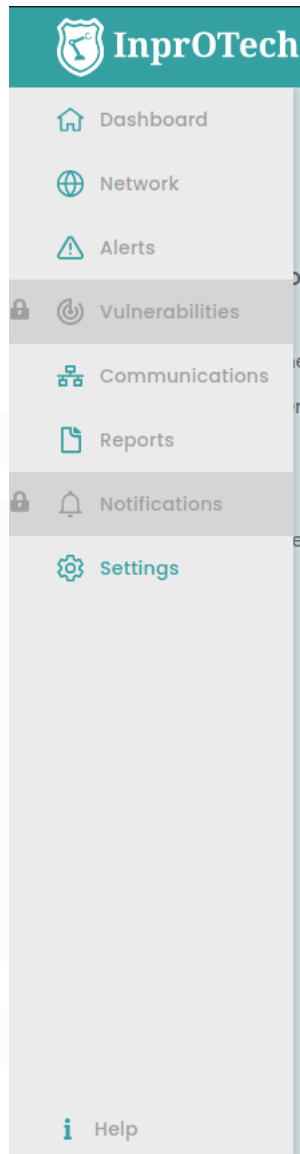 InprOTech
Dashboard
Network
Alerts
Vulnerabilities
Communications
Reports
Notifications
Settings
Help